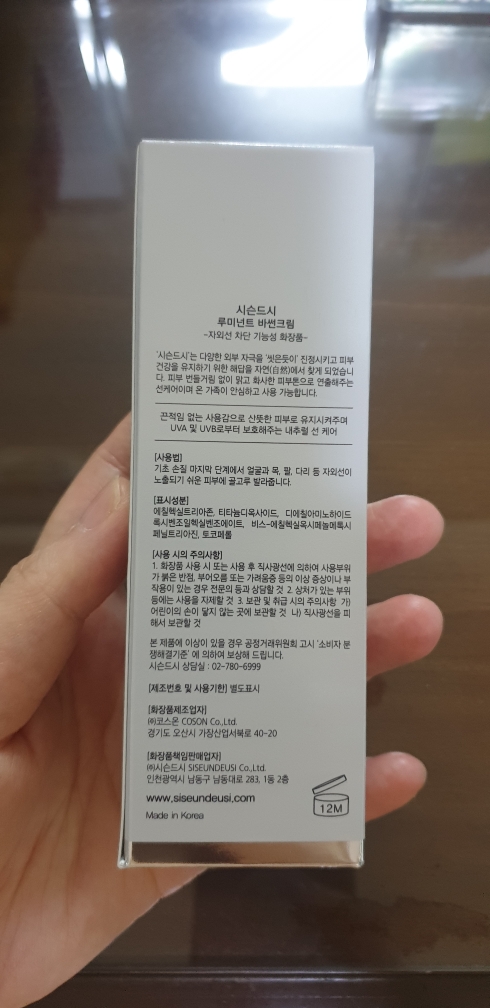 시슨드시
루미넌트 바썬크림
-자외선 차단 기능성 화장품-
'시슨드시'는 다양한 외부 자극을 '씻은듯이' 진정시키고 피부
건강을 유지하기 위한 해답을 자연(自然)에서 찾게 되었습니
다. 피부 번들거림 없이 맑고 화사한 피부톤으로 연출해주는
선케어이며 온 가족이 안심하고 사용 가능합니다.
끈적임 없는 사용감으로 산뜻한 피부로 유지시켜주며
UVA 및 UVB로부터 보호해주는 내추럴 선 케어
[사용법]
기초 손질 마지막 단계에서 얼굴과 목, 팔, 다리 등 자외선이
노출되기 쉬운 피부에 골고루 발라줍니다.
[표시성분]
에칠헥실트리아존, 티타늄디옥사이드, 디에칠아미노하이드
록시벤조일헥실벤조에이트, 비스-에칠헥실옥시페놀메톡시
페닐트리아진, 토코페롤
[사용 시의 주의사항]
1. 화장품 사용 시 또는 사용 후 직사광선에 의하여 사용부위
가 붉은 반점, 부어오름 또는 가려움증 등의 이상 증상이나 부
작용이 있는 경우 전문의 등과 상담할 것 2. 상처가 있는 부위
등에는 사용을 자제할 것 3. 보관 및 취급 시의 주의사항 가)
어린이의 손이 닿지 않는 곳에 보관할 것 나) 직사광선을 피
해서 보관할 것
본 제품에 이상이 있을 경우 공정거래위원회 고시 '소비자 분
쟁해결기준' 에 의하여 보상해 드립니다.
시슨드시 상담실 : 02-780-6999
[제조번호 및 사용기한] 별도표시
[화장품제조업자]
㈜코스온 COSON Co.,Ltd.
경기도 오산시 가장산업서북로 40-20
[화장품책임판매업자]
㈜시슨드시 SISEUNDEUSI Co.,Ltd.
인천광역시 남동구 남동대로 283, 1동 2층
www.siseundeusi.com
Made in Korea
12M